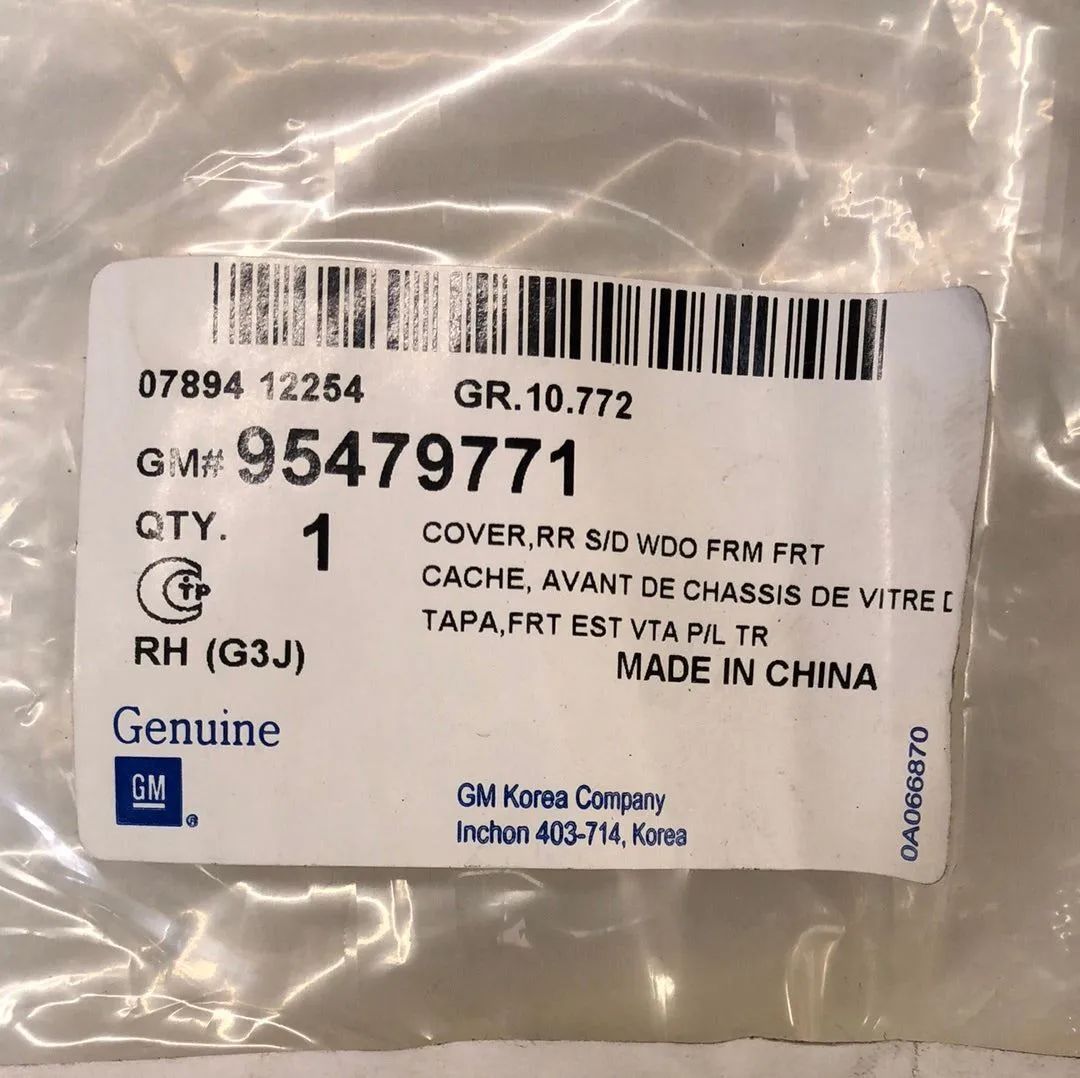 07894 12254 GR.10.772
GM# 95479771
QTY. 1
COVER,RR S/D WDO FRM FRT
CACHE, AVANT DE CHASSIS DE VITRE D
TAPA,FRT EST VTA P/L TR
RH (G3J)
MADE IN CHINA
Genuine
GM
®
GM Korea Company
Inchon 403-714, Korea
0A066870